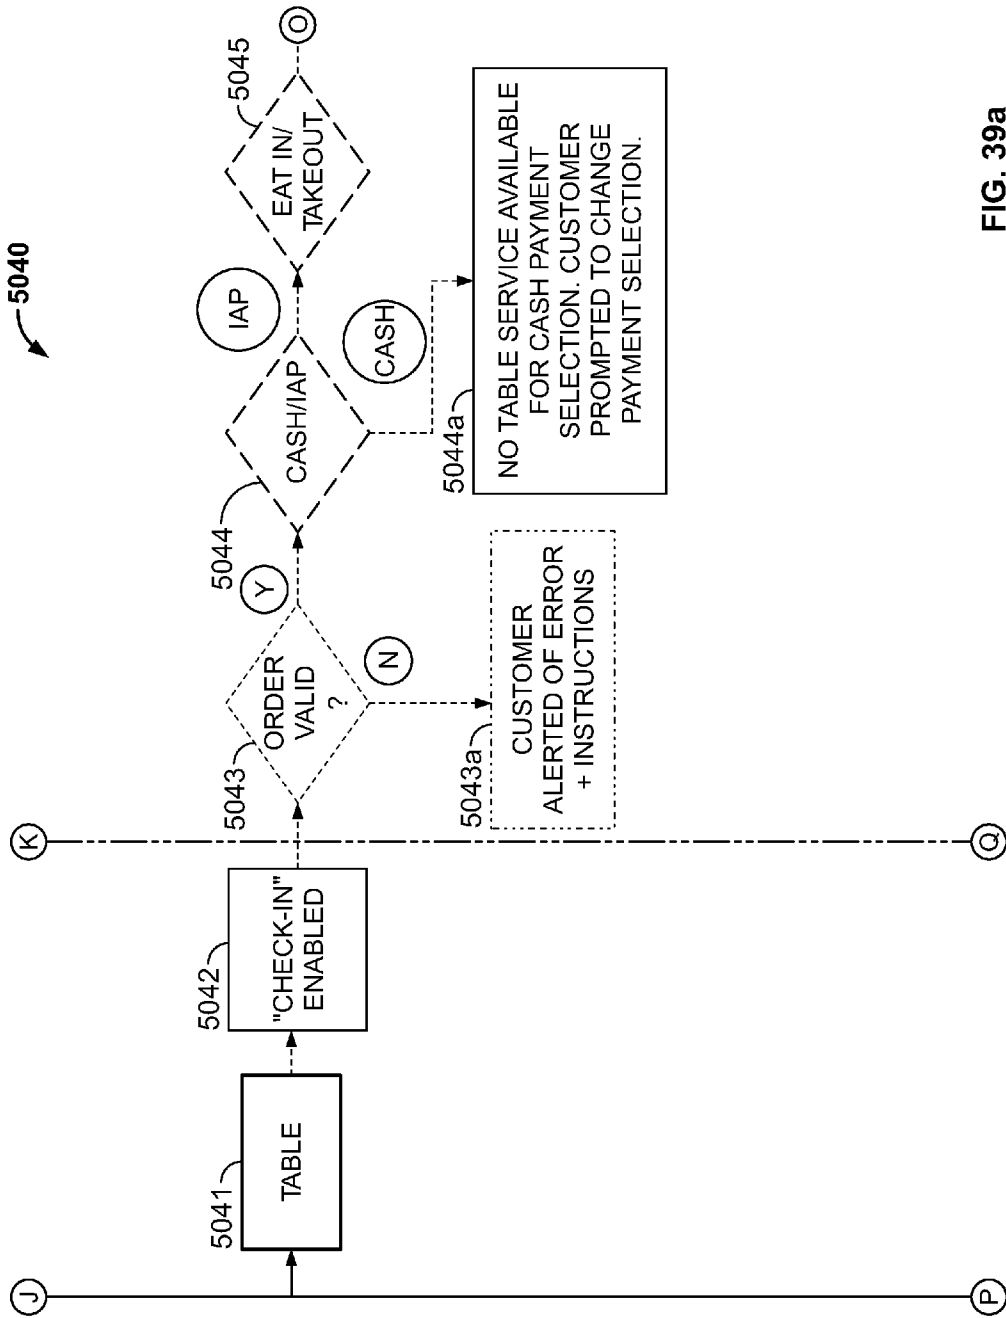 5040
J
K
5041
TABLE
5042
"CHECK-IN"
ENABLED
5043
ORDER
VALID
?
Y
N
5043a
CUSTOMER
ALERTED OF ERROR
+ INSTRUCTIONS
5044
CASH/IAP
IAP
CASH
5044a
NO TABLE SERVICE AVAILABLE
FOR CASH PAYMENT
SELECTION. CUSTOMER
PROMPTED TO CHANGE
PAYMENT SELECTION.
5045
EAT IN/
TAKEOUT
O
P
Q
FIG. 39a